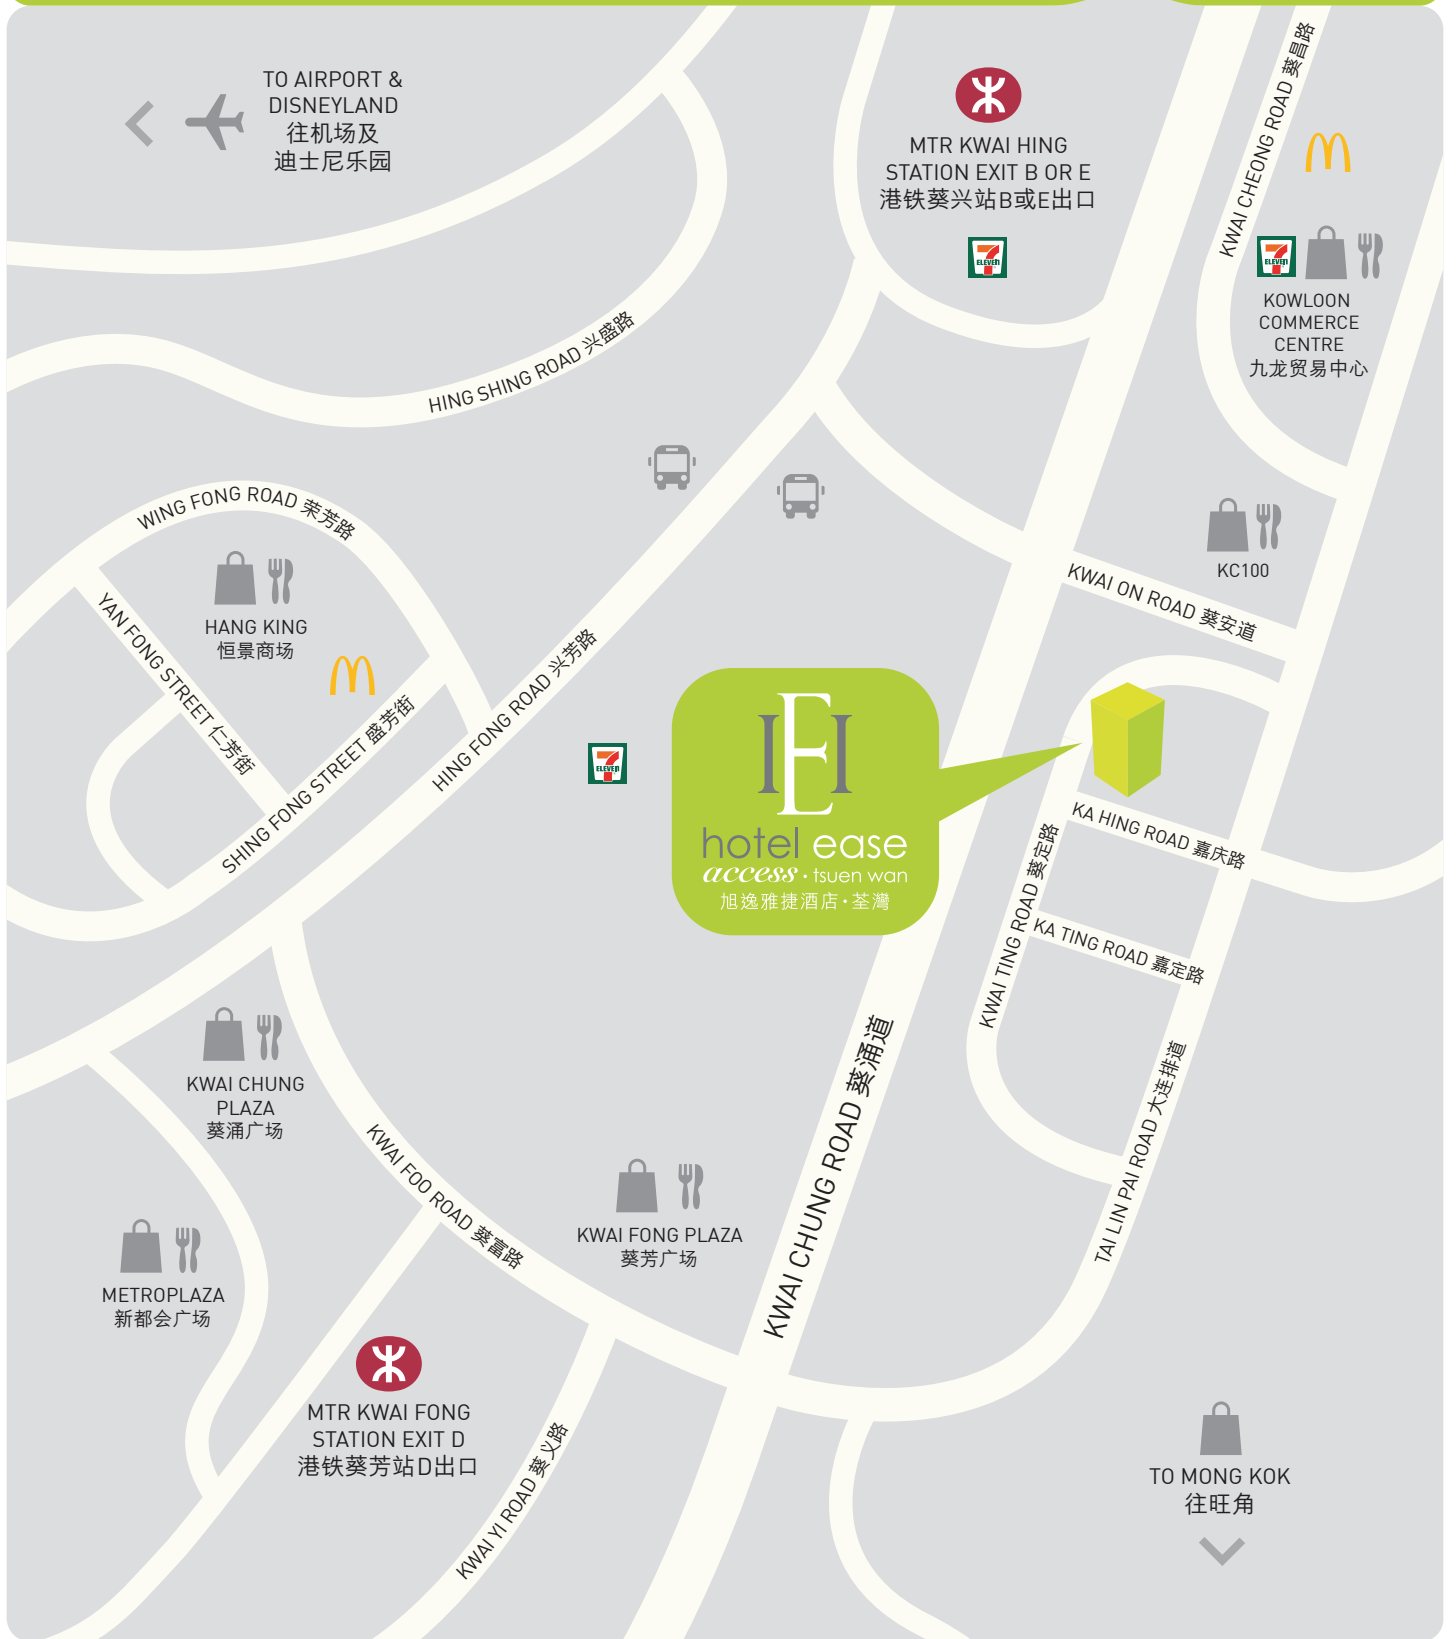 TO AIRPORT &
DISNEYLAND
往机场及
迪士尼乐园
MTR KWAI HING
STATION EXIT B OR E
港铁葵兴站B或E出口
7
ELEVEn
KWAI CHEONG ROAD 葵昌路
7
ELEVEn
KOWLOON
COMMERCE
CENTRE
九龙贸易中心
HING SHING ROAD 兴盛路
WING FONG ROAD 荣芳路
HANG KING
恒景商场
YAN FONG STREET 仁芳街
SHING FONG STREET 盛芳街
HING FONG ROAD 兴芳路
7
ELEVEn
KC100
KWAI ON ROAD 葵安道
hotel ease
access · tsuen wan
旭逸雅捷酒店·荃灣
KA HING ROAD 嘉庆路
KWAI TING ROAD 葵定路
KA TING ROAD 嘉定路
KWAI CHUNG
PLAZA
葵涌广场
KWAI CHUNG ROAD 葵涌道
TAI LIN PAI ROAD 大连排道
KWAI FOO ROAD 葵富路
KWAI FONG PLAZA
葵芳广场
METROPLAZA
新都会广场
MTR KWAI FONG
STATION EXIT D
港铁葵芳站D出口
KWAI YI ROAD 葵义路
TO MONG KOK
往旺角